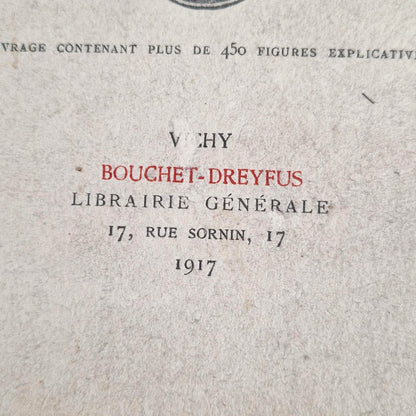 VRAGE CONTENANT PLUS DE 450 FIGURES EXPLICATIV
VICHY
BOUCHET-DREYFUS
LIBRAIRIE GÉNÉRALE
17, RUE SORNIN, 17
1917